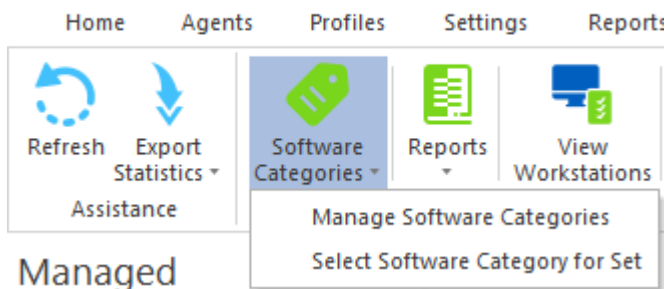 Home Agents Profiles Settings Reports
Refresh Export Statistics Software Categories Reports View Workstations
Assistance
Manage Software Categories
Select Software Category for Set
Managed